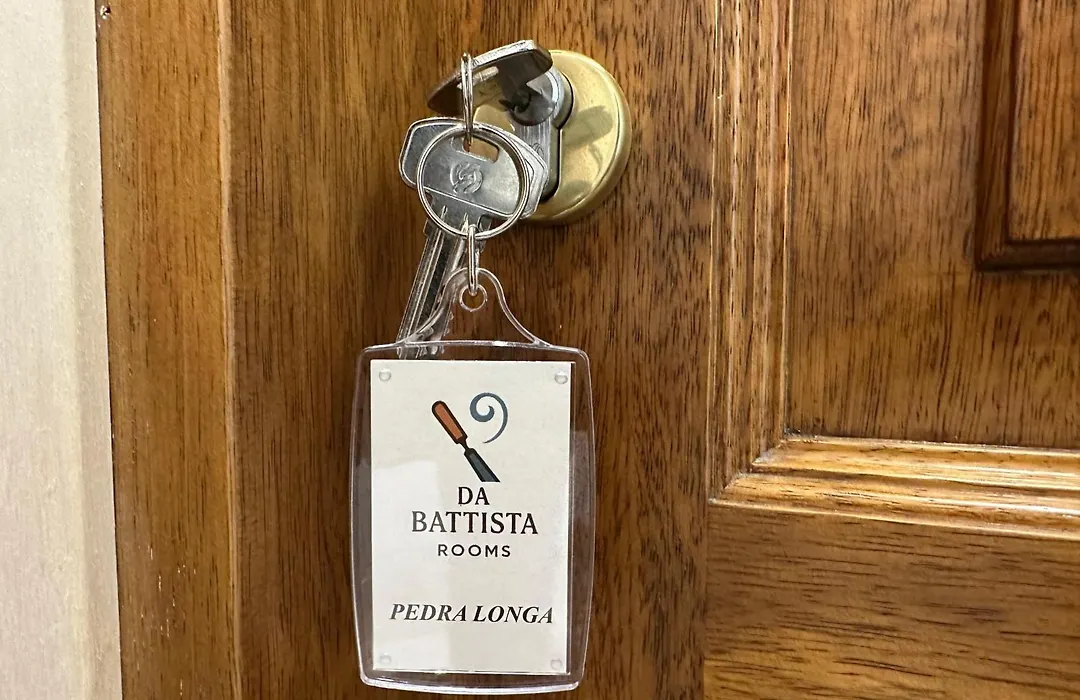 DA
BATTISTA
ROOMS
PEDRA LONGA